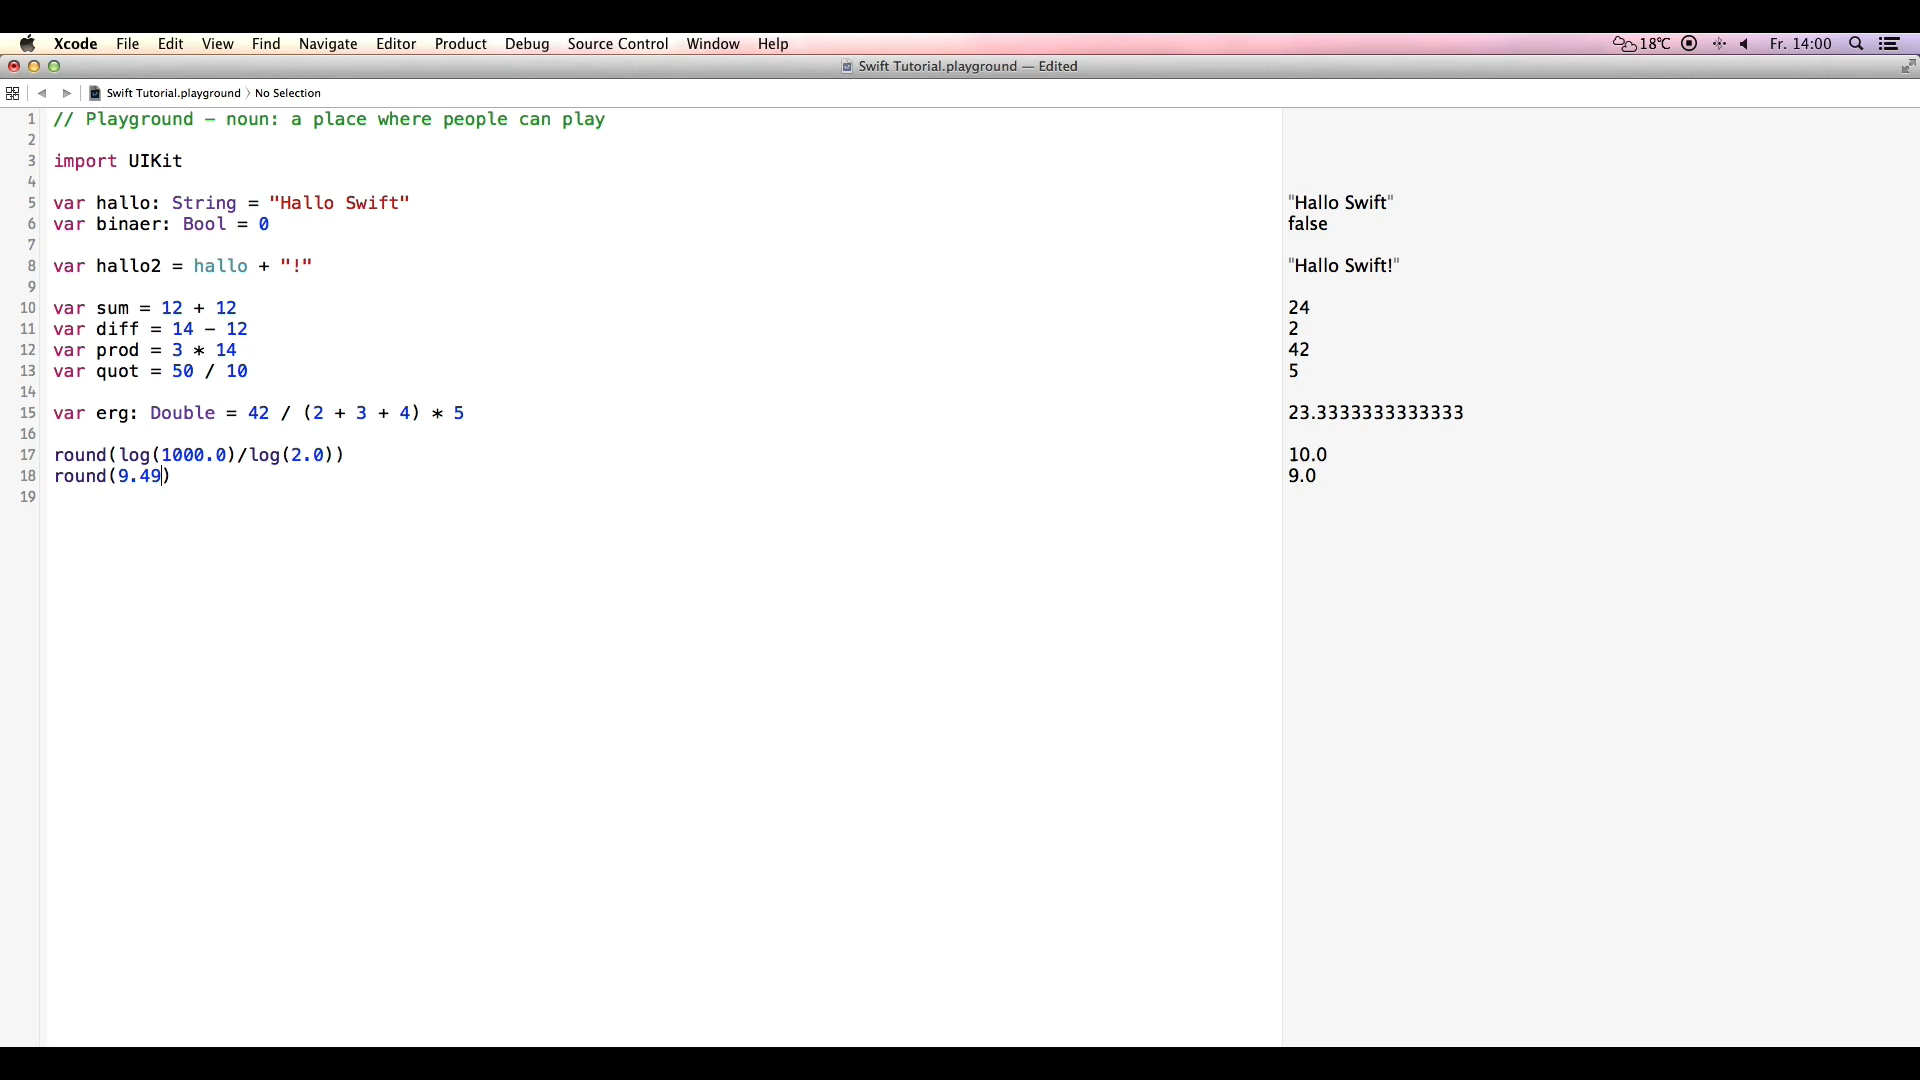 Xcode File Edit View Find Navigate Editor Product Debug Source Control Window Help 18°C Fr. 14:00
Swift Tutorial.playground — Edited
Swift Tutorial.playground 〉 No Selection
1 // Playground – noun: a place where people can play
2
3 import UIKit
4
5 var hallo: String = "Hallo Swift" "Hallo Swift"
6 var binaer: Bool = 0 false
7
8 var hallo2 = hallo + "!" "Hallo Swift!"
9
10 var sum = 12 + 12 24
11 var diff = 14 – 12 2
12 var prod = 3 * 14 42
13 var quot = 50 / 10 5
14
15 var erg: Double = 42 / (2 + 3 + 4) * 5 23.3333333333333
16
17 round(log(1000.0)/log(2.0)) 10.0
18 round(9.49) 9.0
19